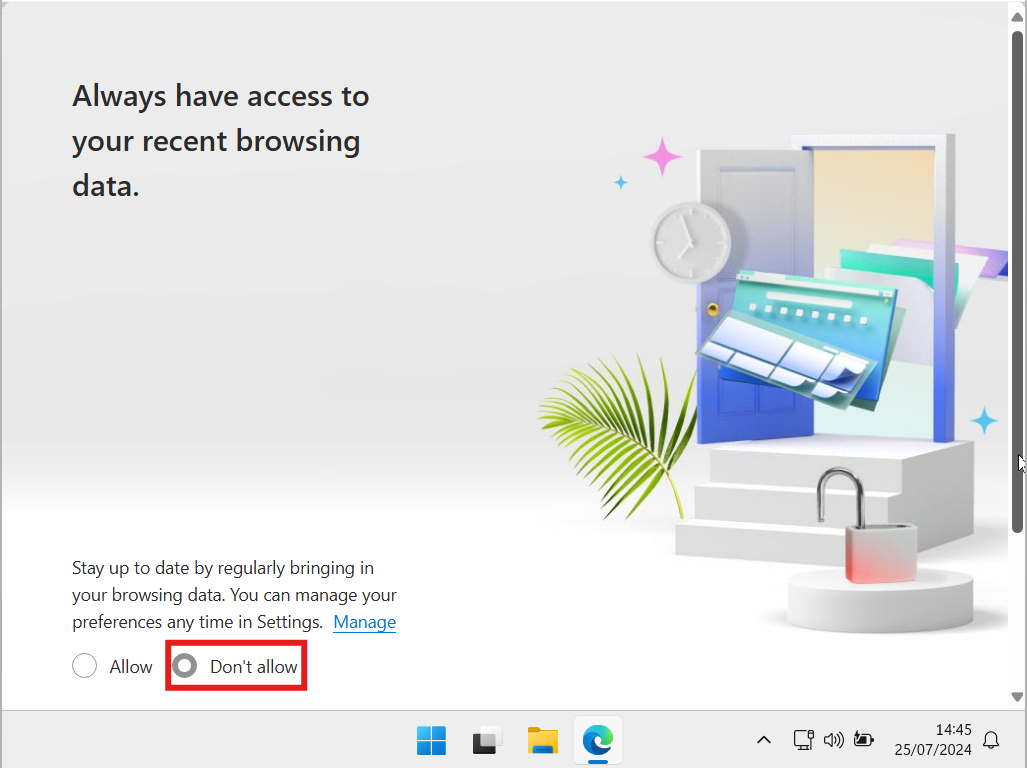 Always have access to
your recent browsing
data.
Stay up to date by regularly bringing in
your browsing data. You can manage your
preferences any time in Settings. Manage
Allow Don't allow
14:45
25/07/2024